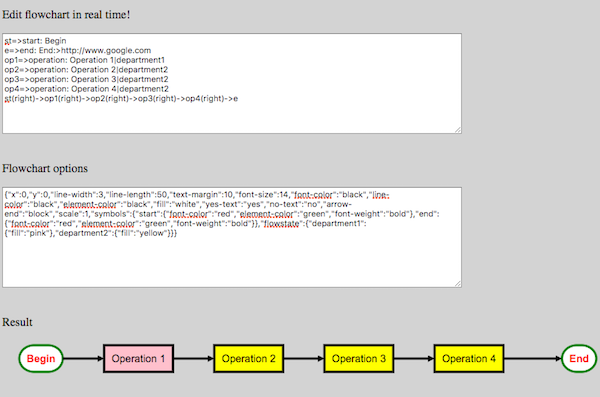 Edit flowchart in real time!
st=>start: Begin
e=>end: End:>http://www.google.com
op1=>operation: Operation 1|department1
op2=>operation: Operation 2|department2
op3=>operation: Operation 3|department2
op4=>operation: Operation 4|department2
st(right)->op1(right)->op2(right)->op3(right)->op4(right)->e
Flowchart options
{"x":0,"y":0,"line-width":3,"line-length":50,"text-margin":10,"font-size":14,"font-color":"black","line-
color":"black","element-color":"black","fill":"white","yes-text":"yes","no-text":"no","arrow-
end":"block","scale":1,"symbols":{"start":{"font-color":"red","element-color":"green","font-weight":"bold"},"end":
{"font-color":"red","element-color":"green","font-weight":"bold"}},"flowstate":{"department1":
{"fill":"pink"},"department2":{"fill":"yellow"}}}
Result
Begin Operation 1 Operation 2 Operation 3 Operation 4 End